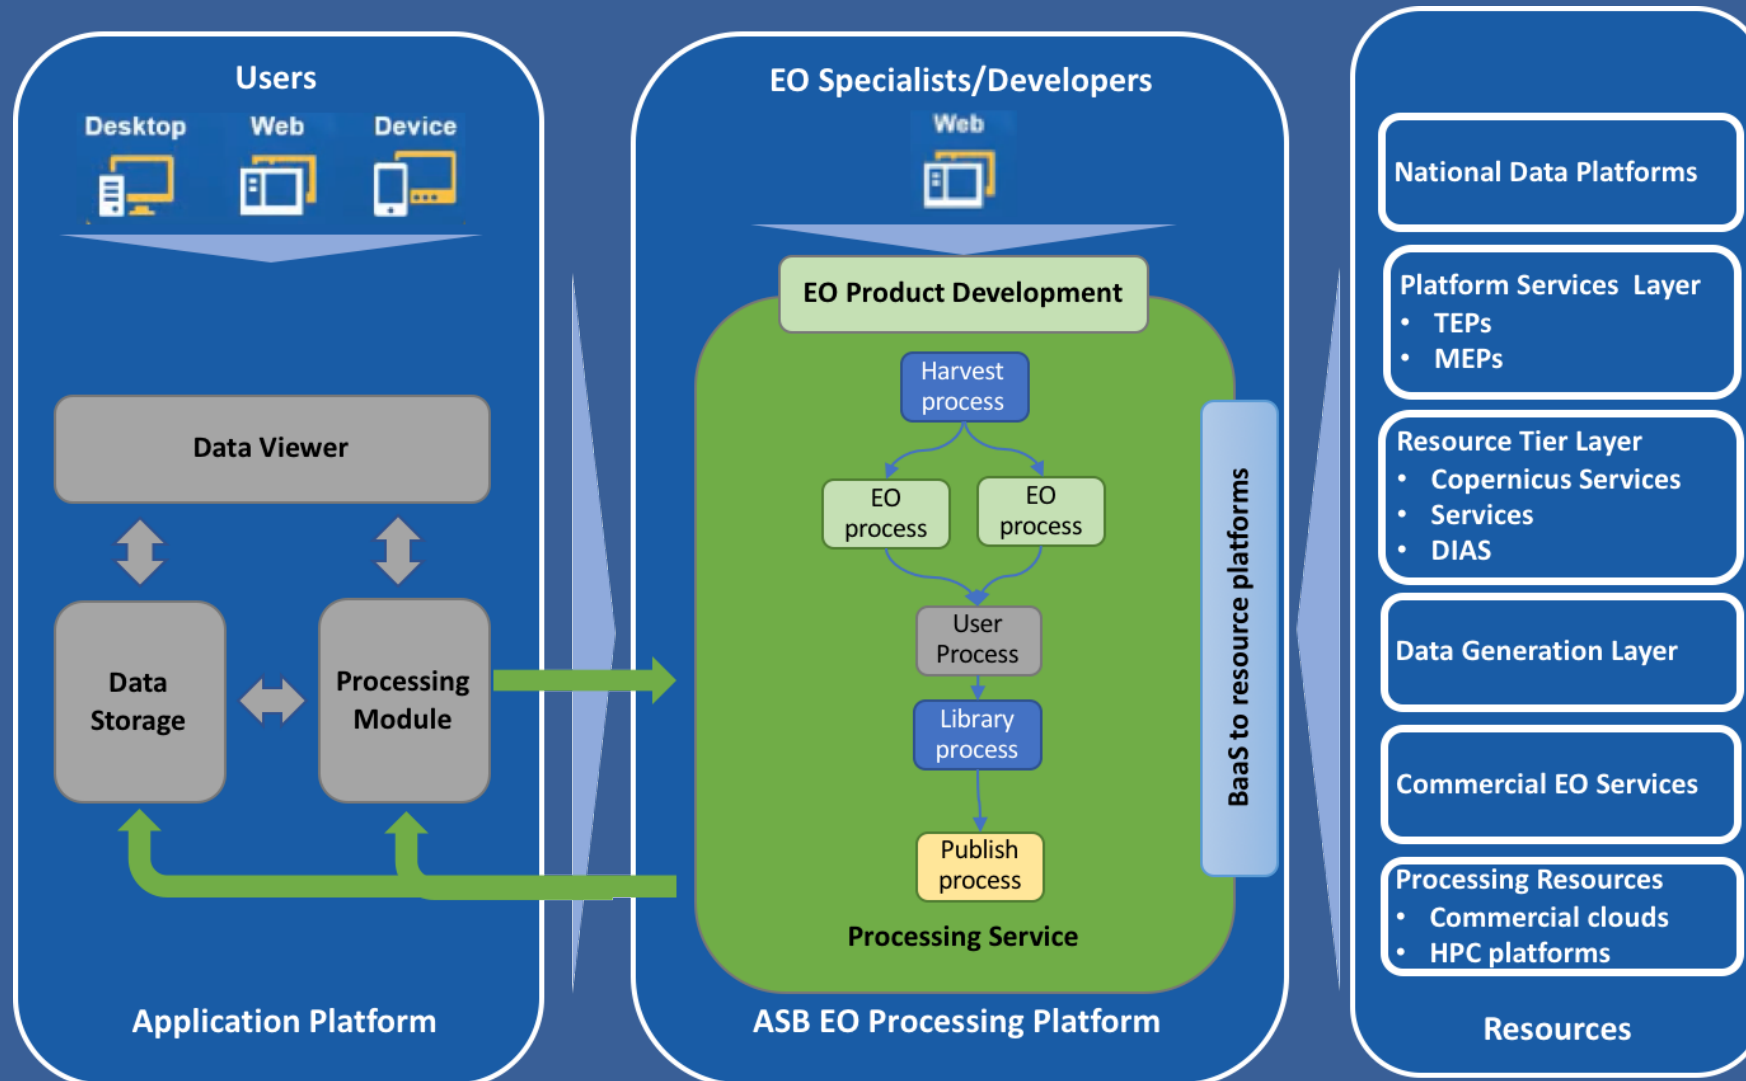 Users
Desktop
Web
Device
Data Viewer
Data
Storage
Processing
Module
Application Platform
EO Specialists/Developers
Web
EO Product Development
Harvest
process
EO
process
EO
process
User
Process
Library
process
Publish
process
Processing Service
BaaS to resource platforms
ASB EO Processing Platform
National Data Platforms
Platform Services Layer
• TEPs
• MEPs
Resource Tier Layer
• Copernicus Services
• Services
• DIAS
Data Generation Layer
Commercial EO Services
Processing Resources
• Commercial clouds
• HPC platforms
Resources